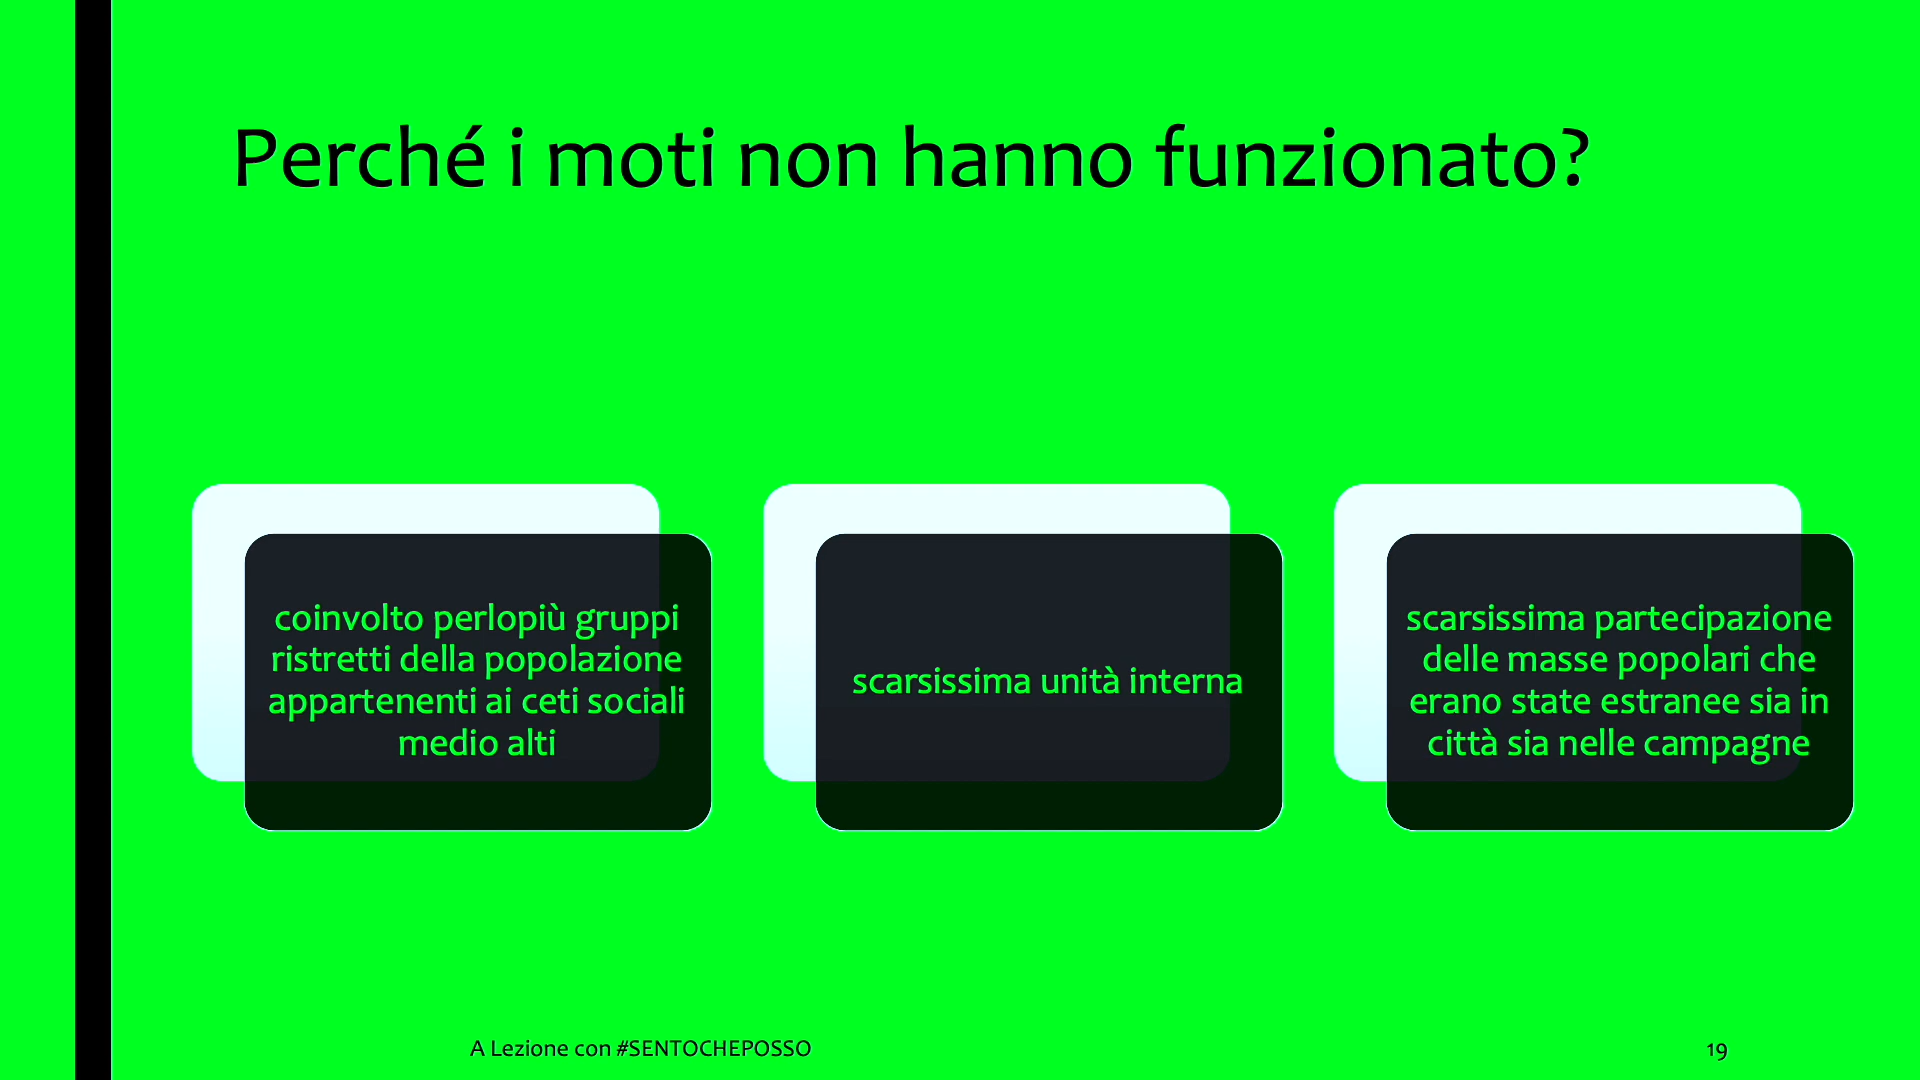 Perché i moti non hanno funzionato?
coinvolto perlopiù gruppi
ristretti della popolazione
appartenenti ai ceti sociali
medio alti
scarsissima unità interna
scarsissima partecipazione
delle masse popolari che
erano state estranee sia in
città sia nelle campagne
A Lezione con #SENTOCHEPOSSO
19